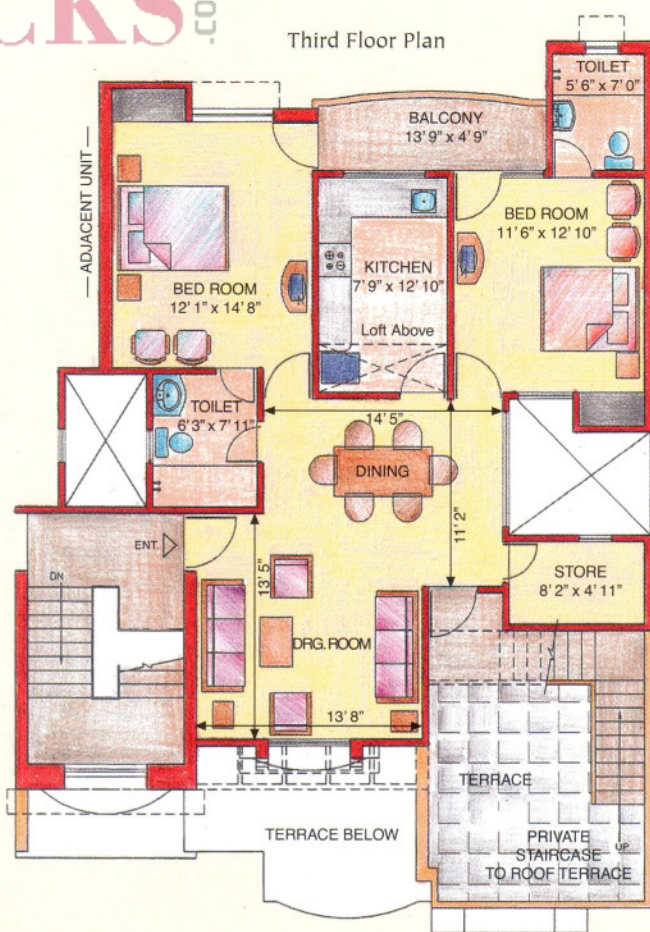 CKS.CO
Third Floor Plan
TOILET
5' 6" x 7' 0"
BALCONY
13' 9" x 4' 9"
ADJACENT UNIT
BED ROOM
11' 6" x 12' 10"
BED ROOM
12' 1" x 14' 8"
KITCHEN
7' 9" x 12' 10"
Loft Above
TOILET
6' 3" x 7' 11"
14' 5"
DINING
11' 2"
ENT.
DN
13' 5"
STORE
8' 2" x 4' 11"
DRG. ROOM
13' 8"
TERRACE
TERRACE BELOW
PRIVATE
STAIRCASE
TO ROOF TERRACE
UP